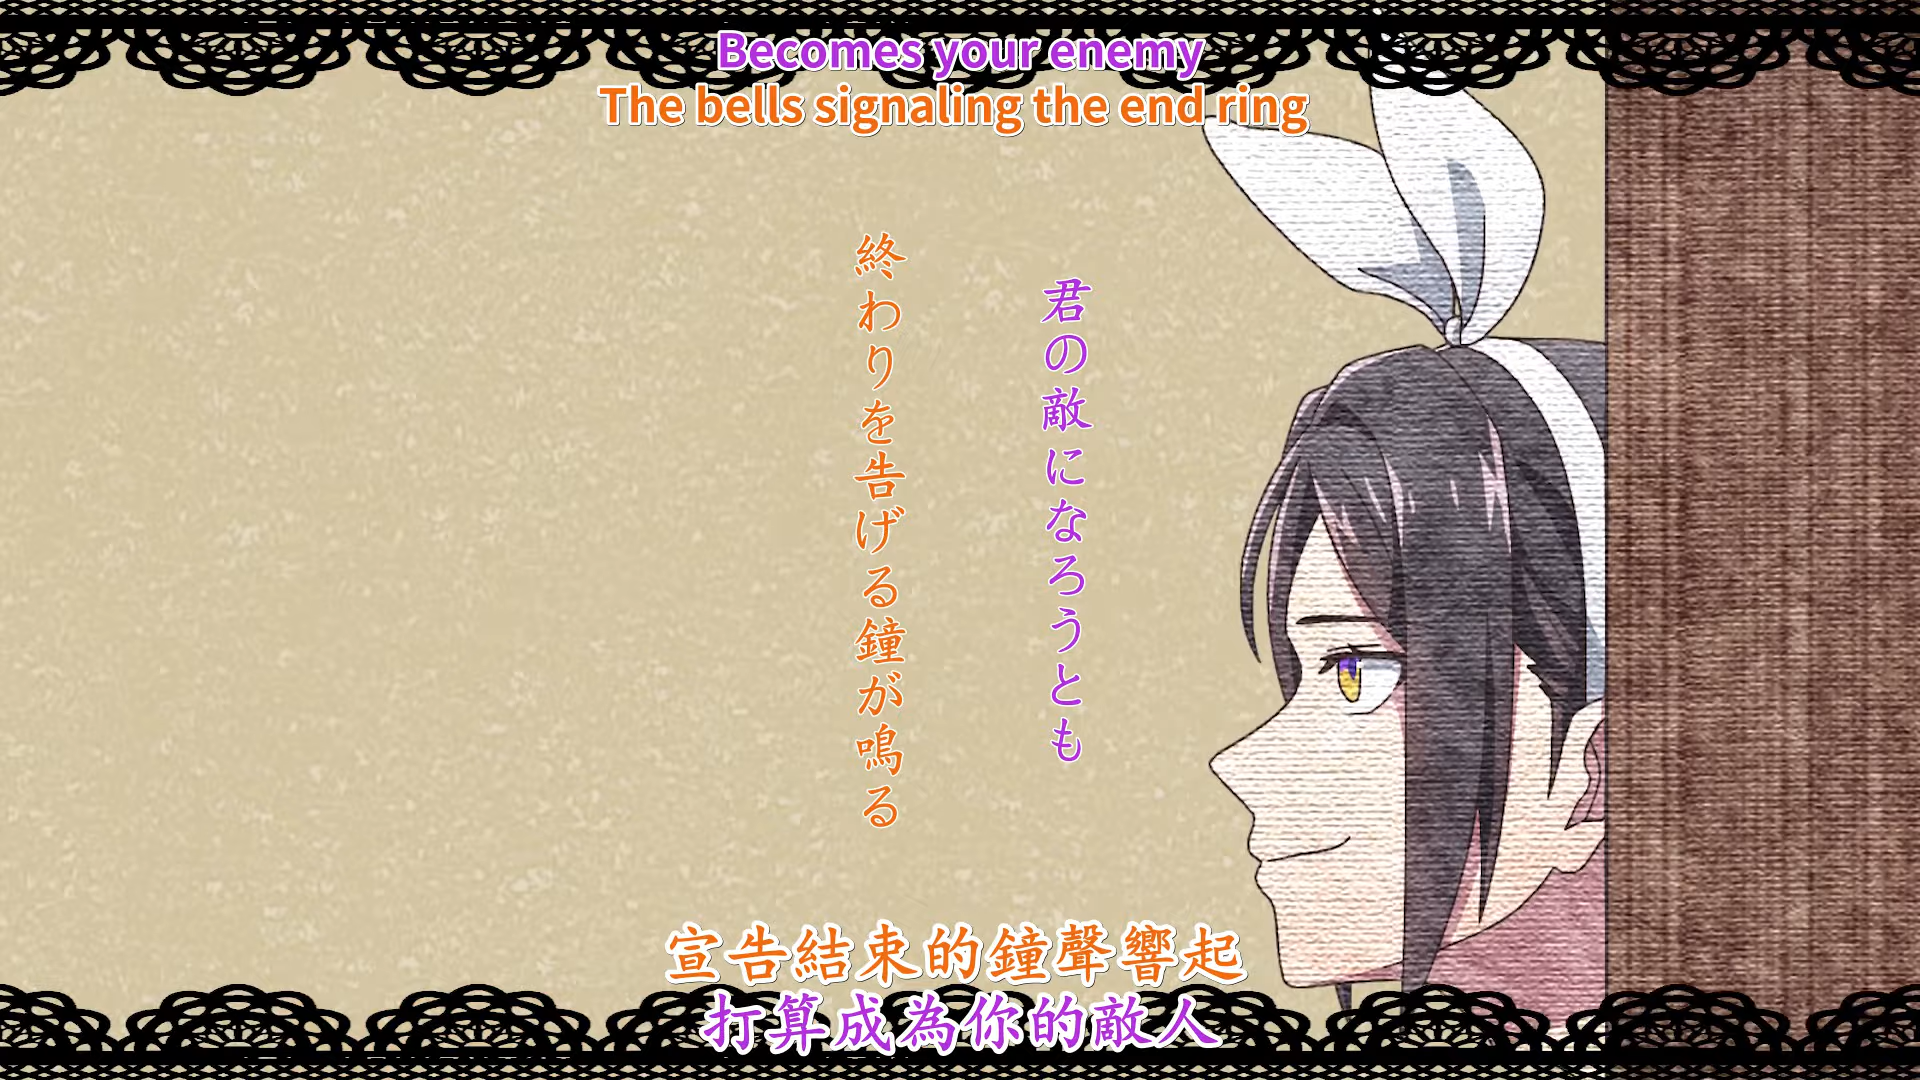 Becomes your enemy
The bells signaling the end ring
君の敵になろうとも
終わりを告げる鐘が鳴る
宣告結束的鐘聲響起
打算成為你的敵人